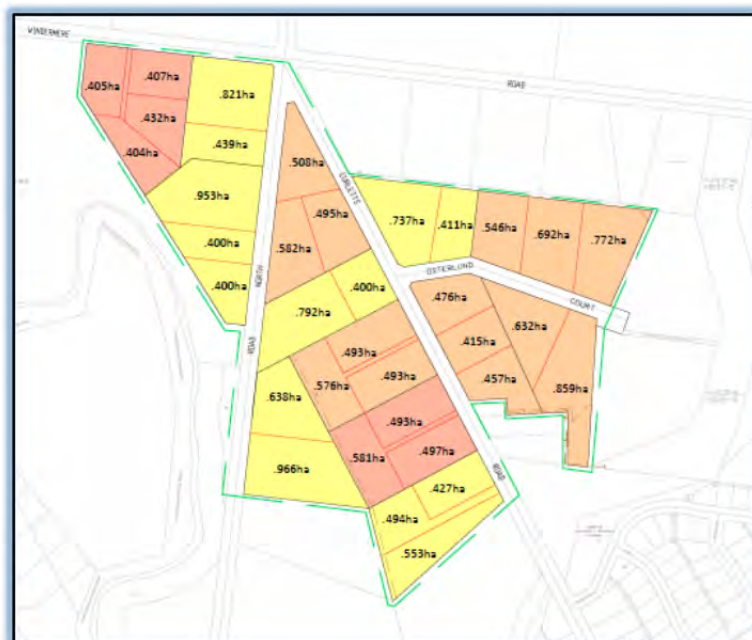 WINDERMERE
ROAD
.405ha
.407ha
.821ha
.432ha
.439ha
.404ha
.508ha
CURLETTS
.953ha
.495ha
.737ha
.411ha
.546ha
.692ha
.772ha
.400ha
.582ha
OSTERLUND
COURT
.400ha
NORTH
.792ha
.400ha
.476ha
.632ha
.415ha
ROAD
.493ha
.576ha
.493ha
.457ha
.859ha
.638ha
.493ha
.581ha
.497ha
ROAD
.966ha
.427ha
.494ha
.553ha